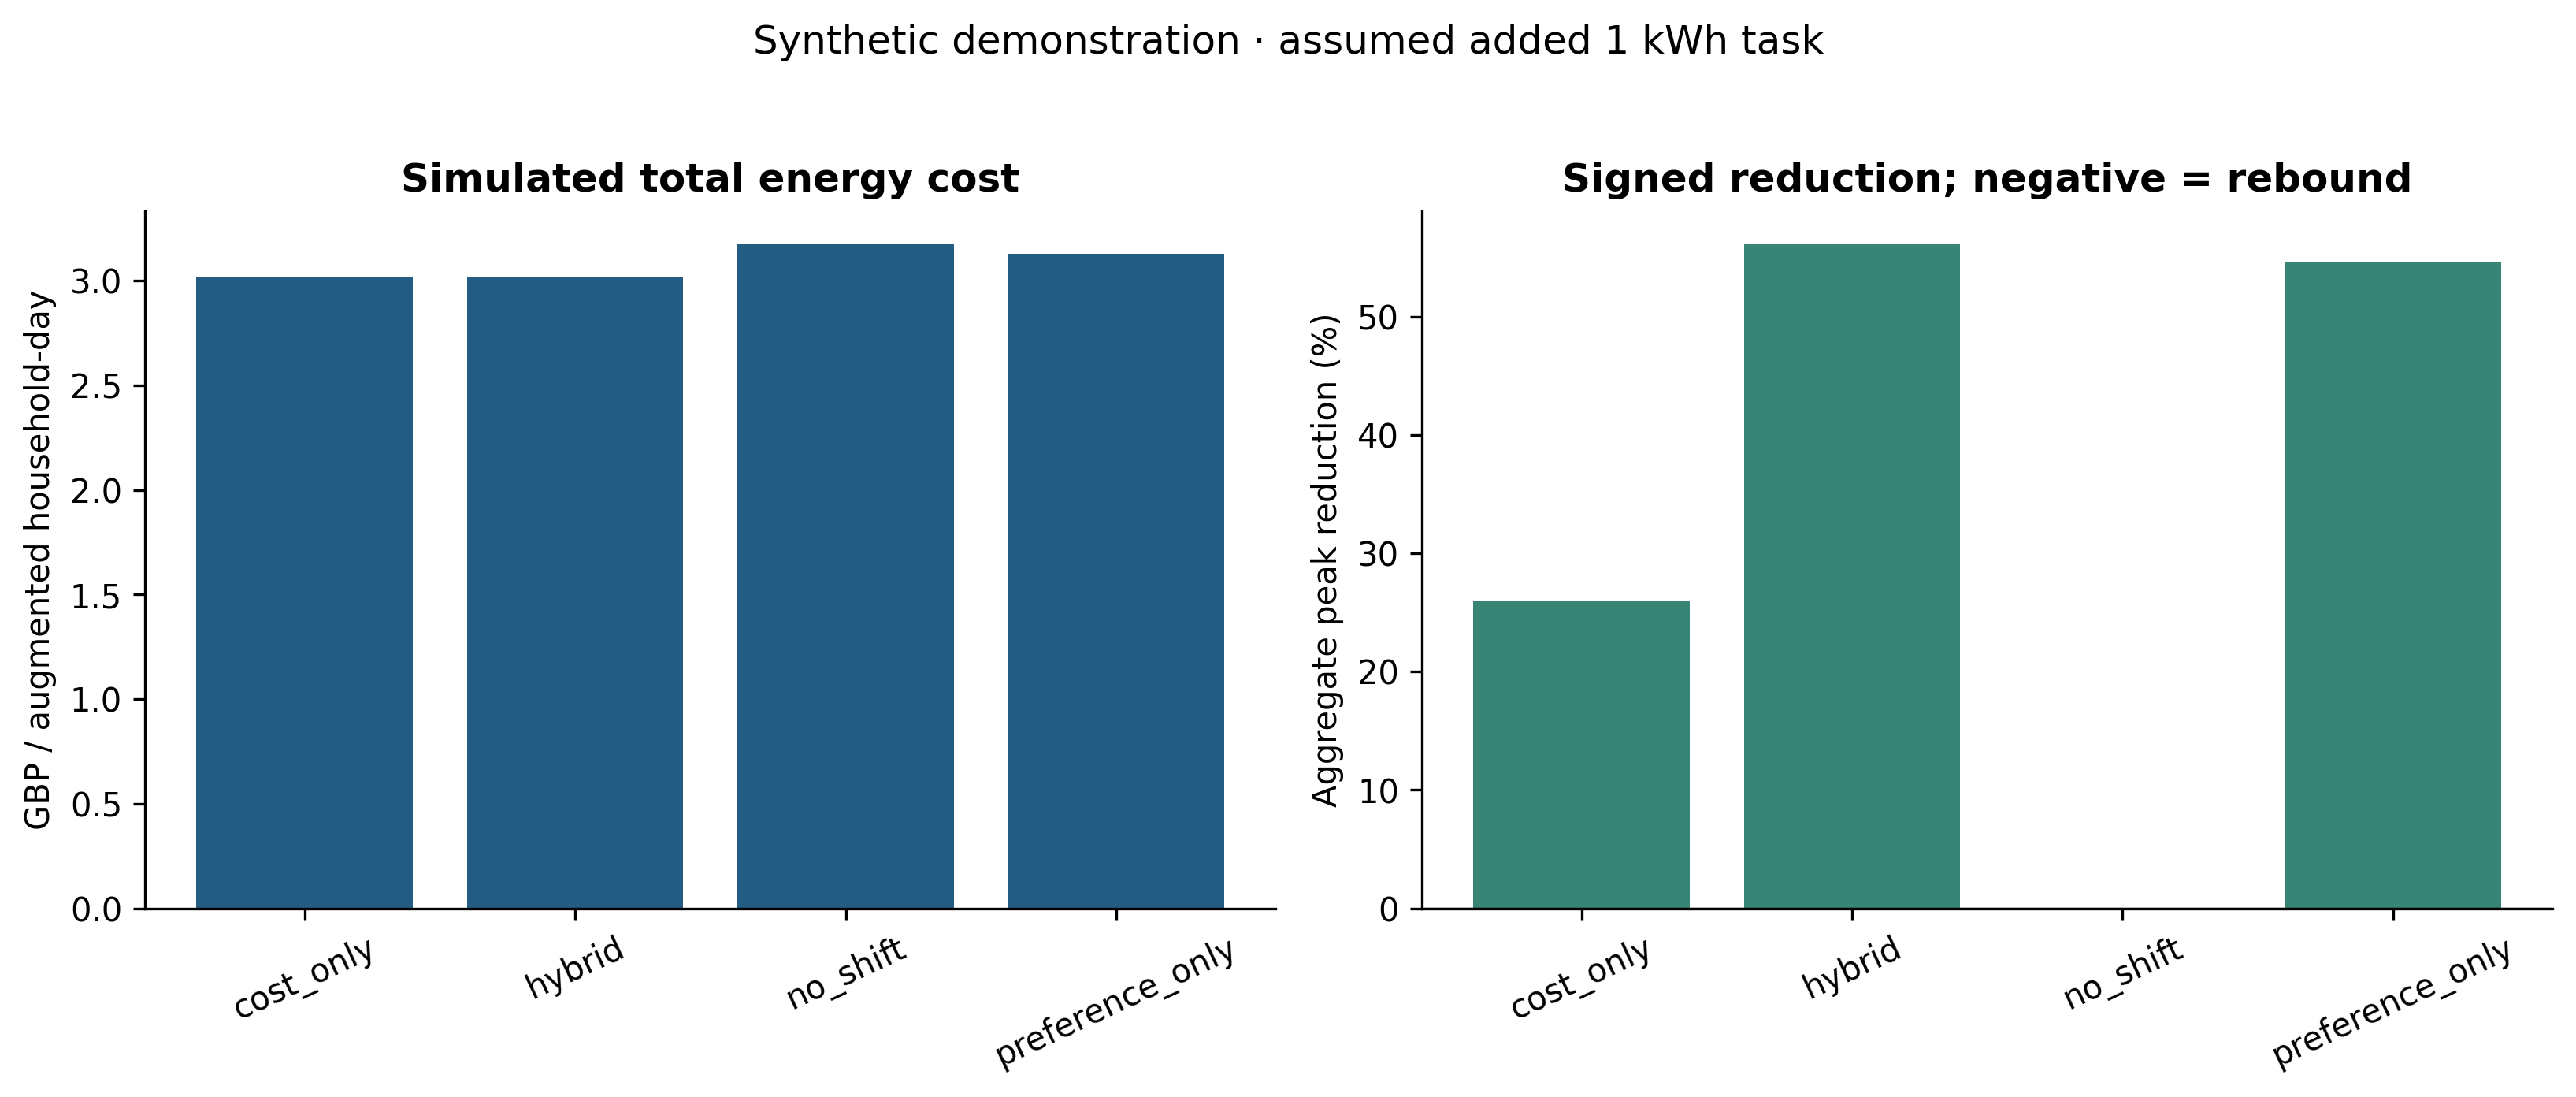 Synthetic demonstration · assumed added 1 kWh task
Simulated total energy cost
GBP / augmented household-day
3.0
2.5
2.0
1.5
1.0
0.5
0.0
cost_only
hybrid
no_shift
preference_only
Signed reduction; negative = rebound
Aggregate peak reduction (%)
50
40
30
20
10
0
cost_only
hybrid
no_shift
preference_only